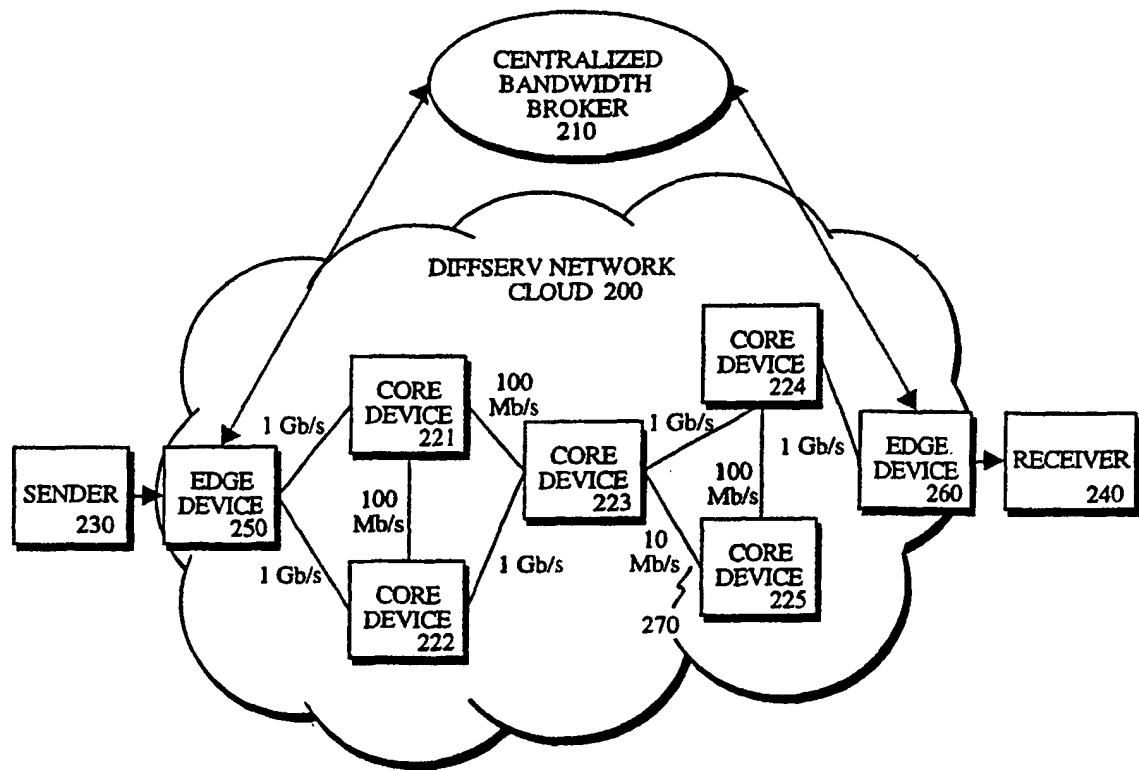 CENTRALIZED
BANDWIDTH
BROKER
210
DIFFSERV NETWORK
CLOUD 200
SENDER
230
EDGE
DEVICE
250
1 Gb/s
1 Gb/s
CORE
DEVICE
221
100
Mb/s
CORE
DEVICE
222
100
Mb/s
1 Gb/s
CORE
DEVICE
223
1 Gb/s
10
Mb/s
270
CORE
DEVICE
224
100
Mb/s
CORE
DEVICE
225
1 Gb/s
EDGE.
DEVICE
260
RECEIVER
240